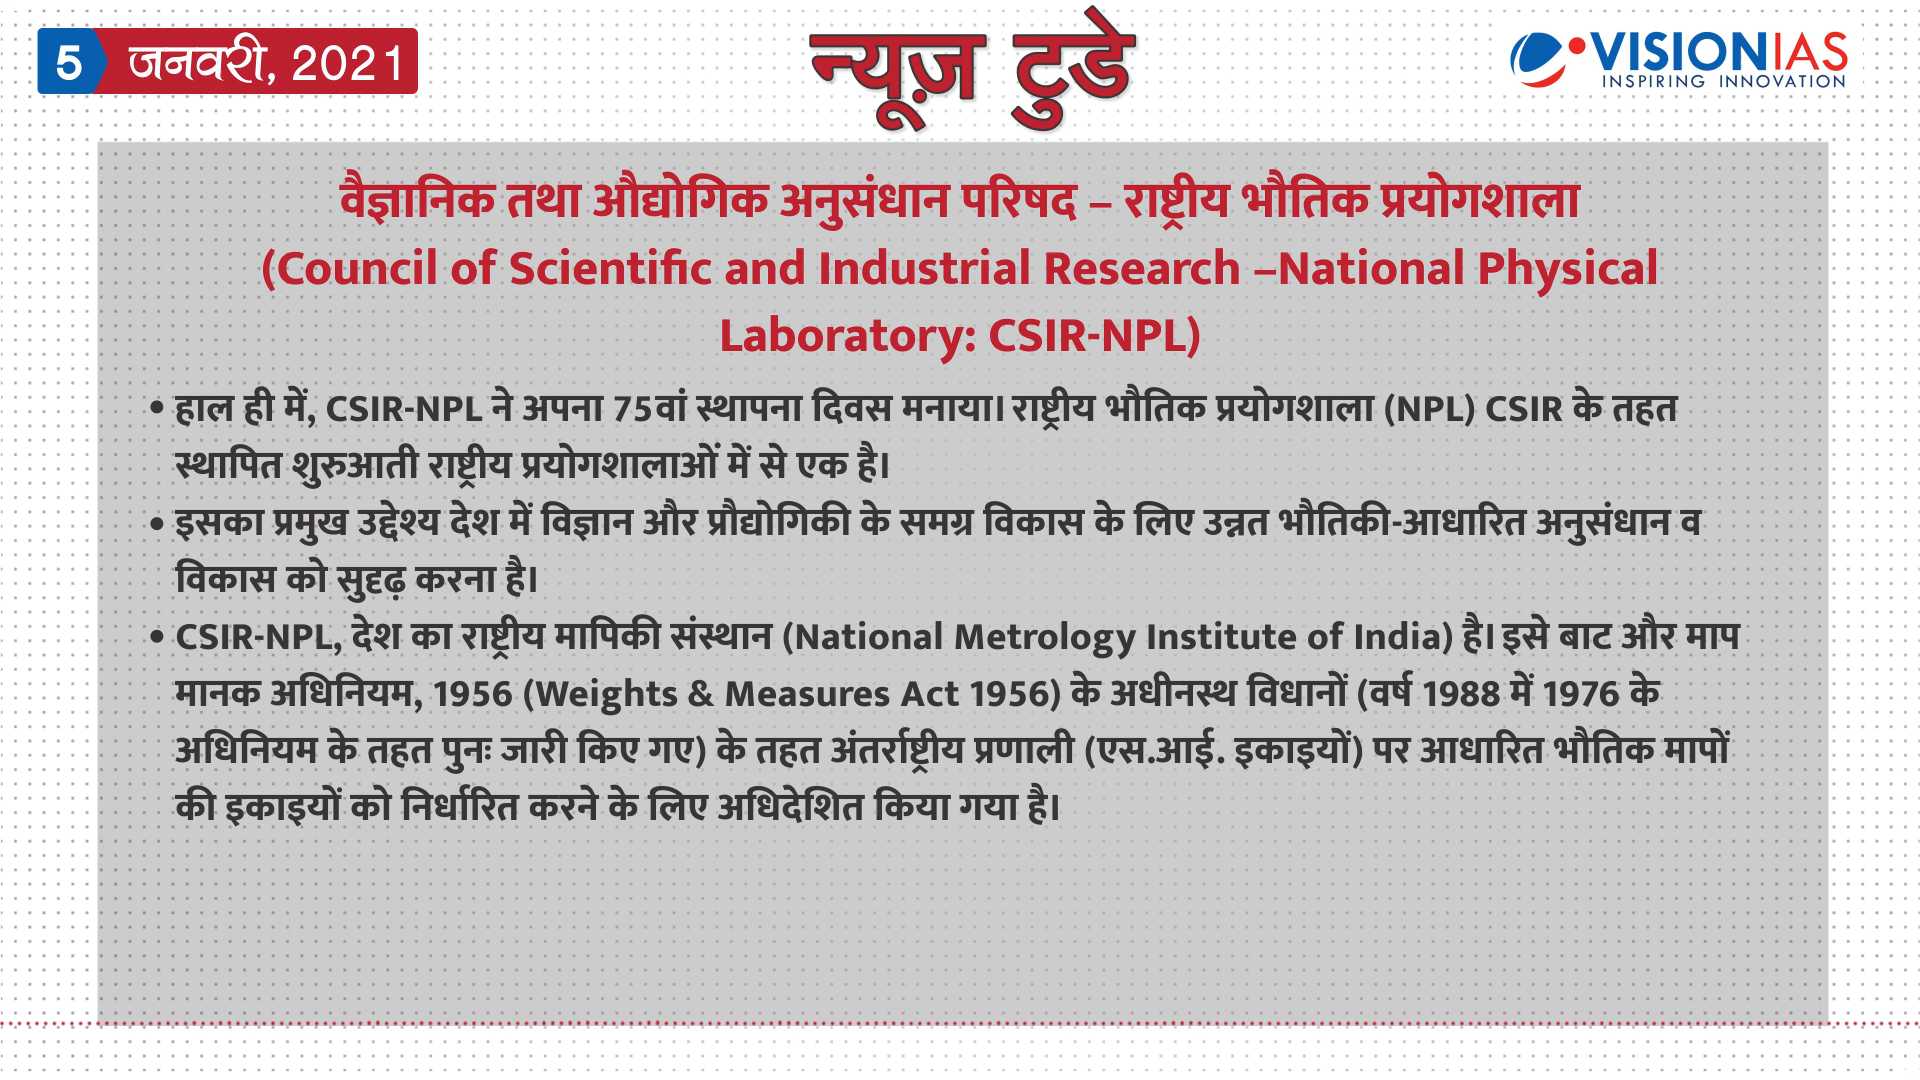 5 जनवरी, 2021
न्यूज़ टुडे
VISIONIAS
INSPIRING INNOVATION
वैज्ञानिक तथा औद्योगिक अनुसंधान परिषद – राष्ट्रीय भौतिक प्रयोगशाला
(Council of Scientific and Industrial Research –National Physical
Laboratory: CSIR-NPL)
• हाल ही में, CSIR-NPL ने अपना 75वां स्थापना दिवस मनाया। राष्ट्रीय भौतिक प्रयोगशाला (NPL) CSIR के तहत
स्थापित शुरुआती राष्ट्रीय प्रयोगशालाओं में से एक है।
• इसका प्रमुख उद्देश्य देश में विज्ञान और प्रौद्योगिकी के समग्र विकास के लिए उन्नत भौतिकी-आधारित अनुसंधान व
विकास को सुदृढ़ करना है।
• CSIR-NPL, देश का राष्ट्रीय मापिकी संस्थान (National Metrology Institute of India) है। इसे बाट और माप
मानक अधिनियम, 1956 (Weights & Measures Act 1956) के अधीनस्थ विधानों (वर्ष 1988 में 1976 के
अधिनियम के तहत पुनः जारी किए गए) के तहत अंतर्राष्ट्रीय प्रणाली (एस.आई. इकाइयों) पर आधारित भौतिक मापों
की इकाइयों को निर्धारित करने के लिए अधिदेशित किया गया है।